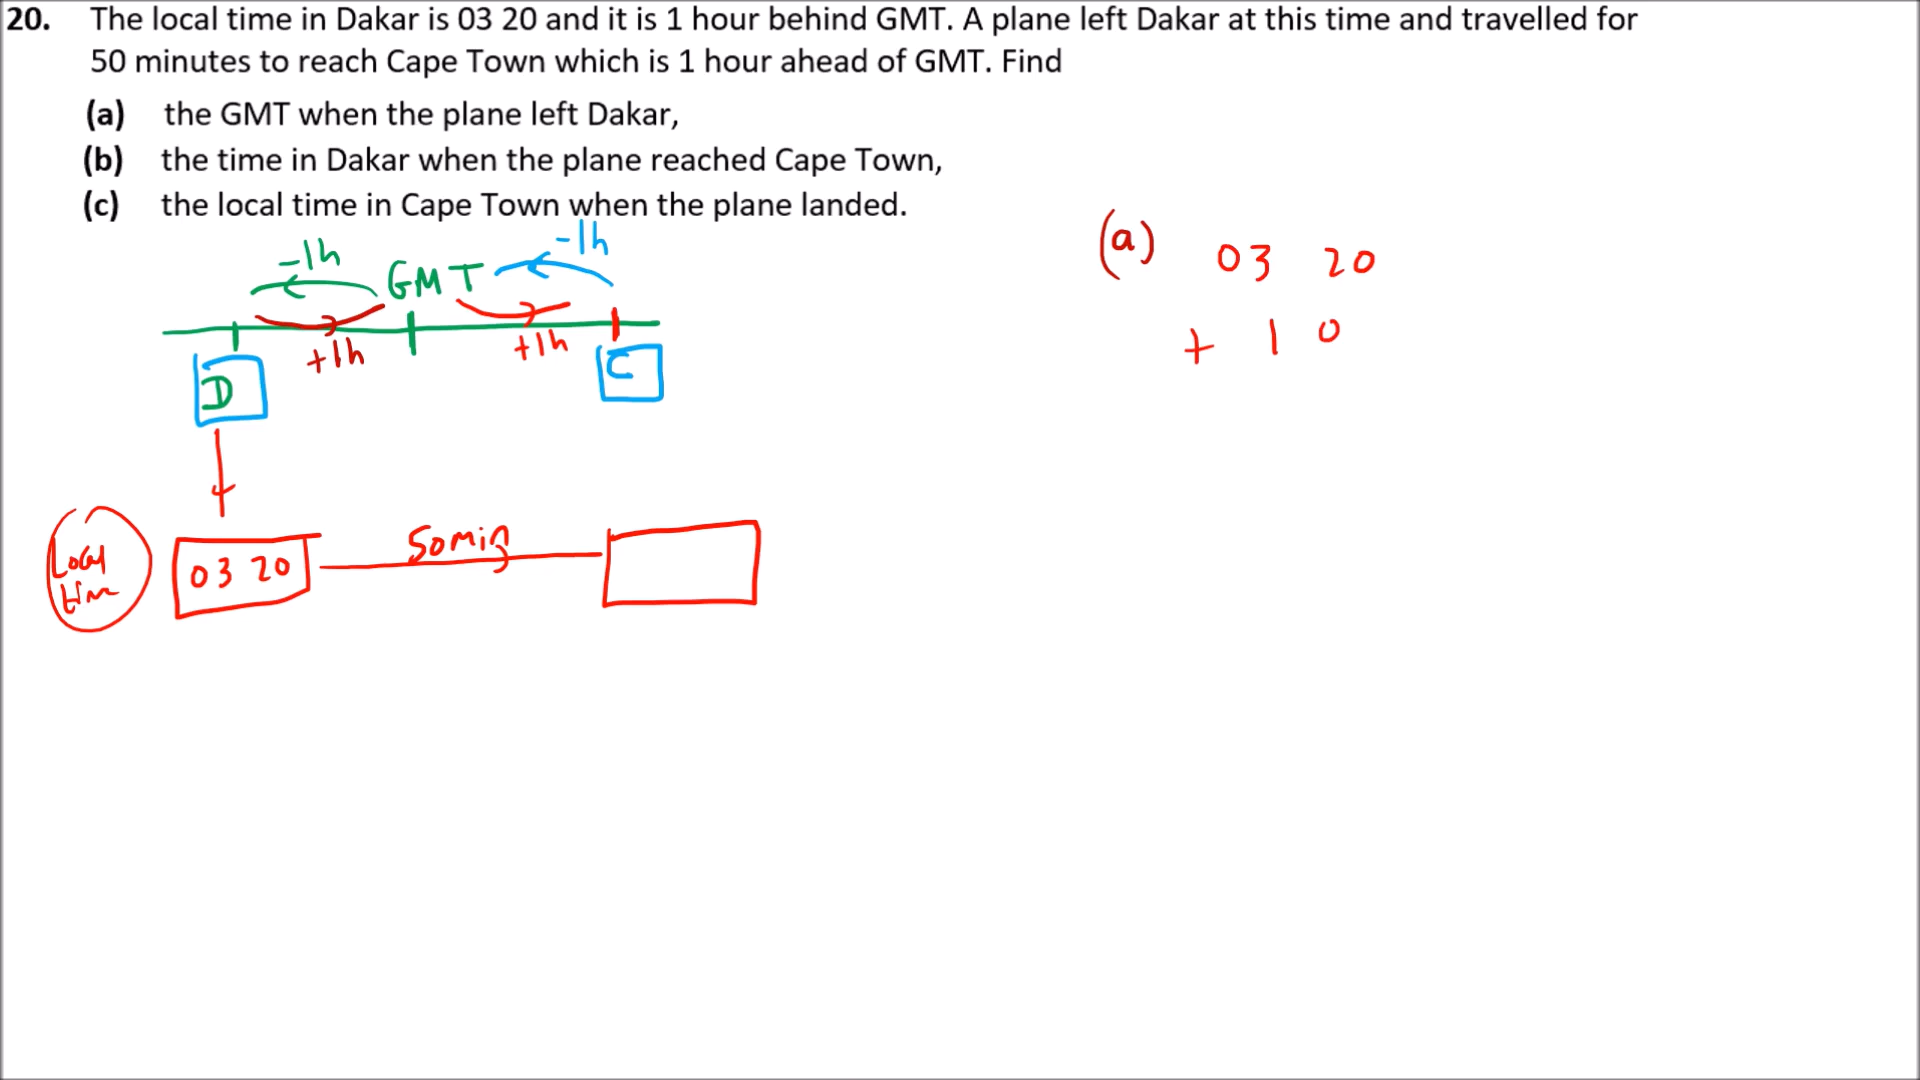 20. The local time in Dakar is 03 20 and it is 1 hour behind GMT. A plane left Dakar at this time and travelled for
50 minutes to reach Cape Town which is 1 hour ahead of GMT. Find
(a) the GMT when the plane left Dakar,
(b) the time in Dakar when the plane reached Cape Town,
(c) the local time in Cape Town when the plane landed.
-1h GMT -1h
+1h +1h
D C
Local time
03 20 50min
(a) 03 20
+ 1 0